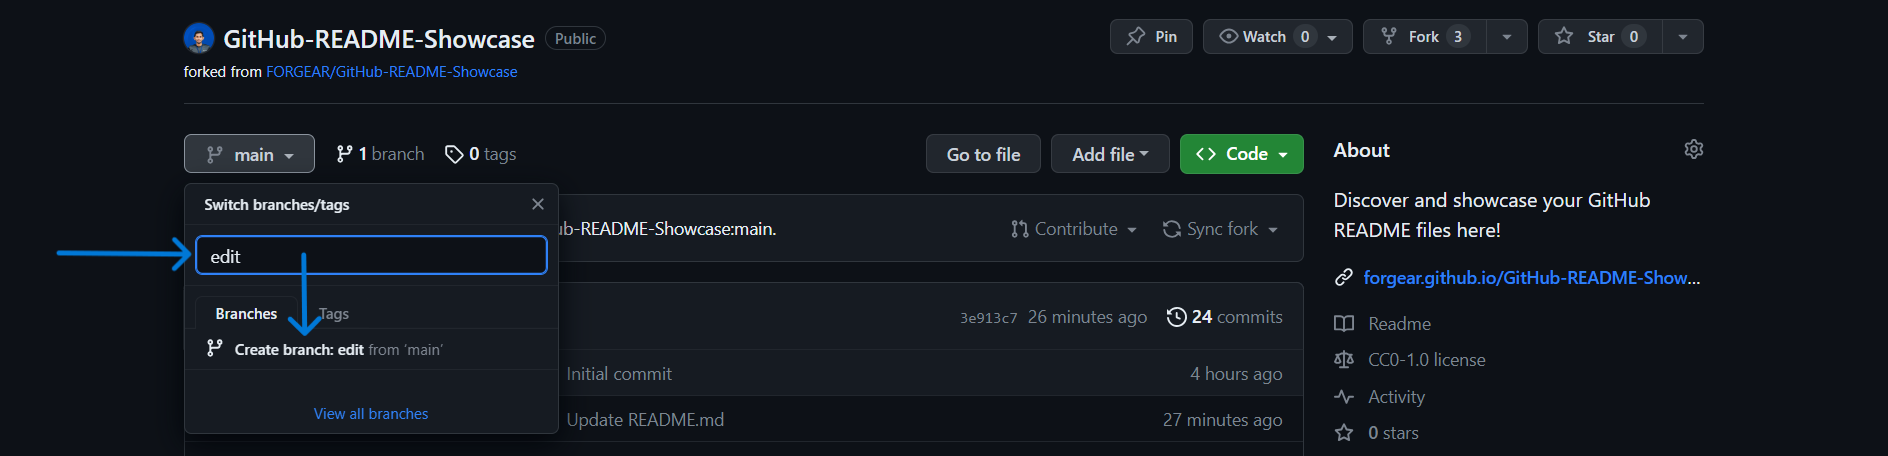 GitHub-README-Showcase Public Pin Watch 0 Fork 3 Star 0
forked from FORGEAR/GitHub-README-Showcase
main 1 branch 0 tags Go to file Add file Code
Switch branches/tags
edit
Branches Tags
Create branch: edit from ‘main’
View all branches
-README-Showcase:main. Contribute Sync fork
3e913c7 26 minutes ago 24 commits
Initial commit 4 hours ago
Update README.md 27 minutes ago
About
Discover and showcase your GitHub
README files here!
forgear.github.io/GitHub-README-Show...
Readme
CC0-1.0 license
Activity
0 stars